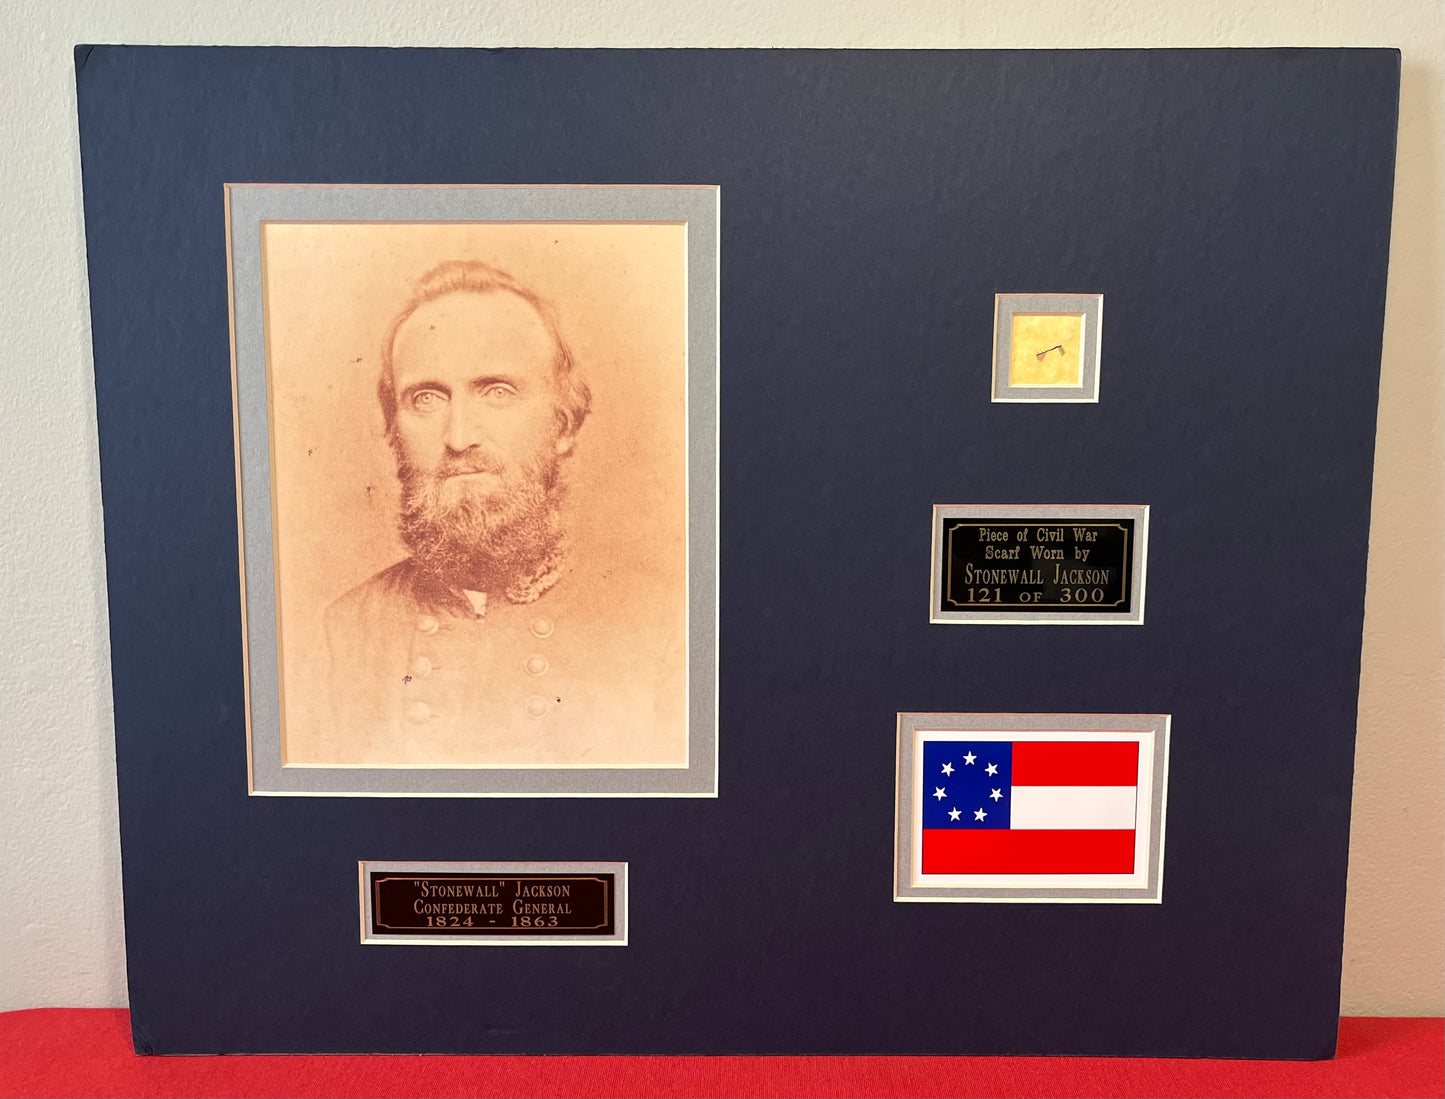 Piece of Civil War
Scarf Worn by
STONEWALL JACKSON
121 OF 300
"STONEWALL" JACKSON
CONFEDERATE GENERAL
1824 - 1863